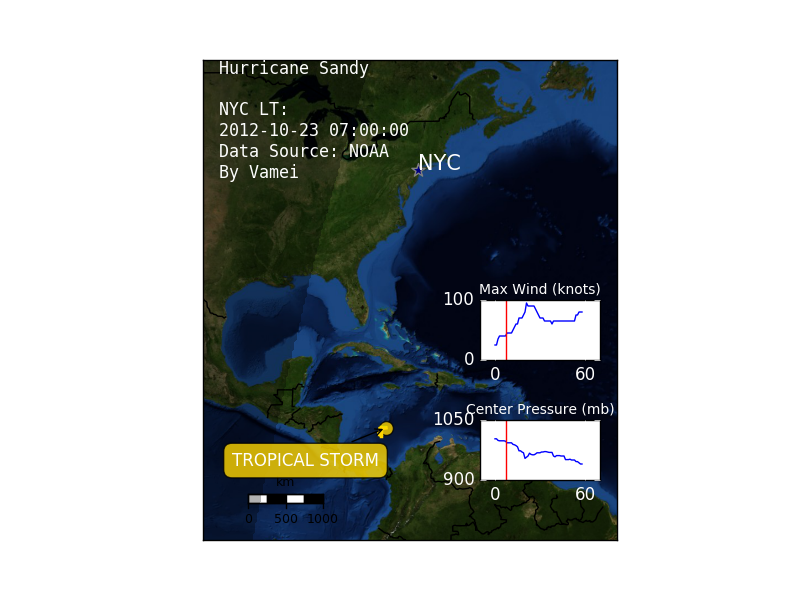 Hurricane Sandy
NYC LT:
2012-10-23 07:00:00
Data Source: NOAA
By Vamei
NYC
Max Wind (knots)
100
0
0 60
Center Pressure (mb)
1050
900
0 60
TROPICAL STORM
km
0 500 1000